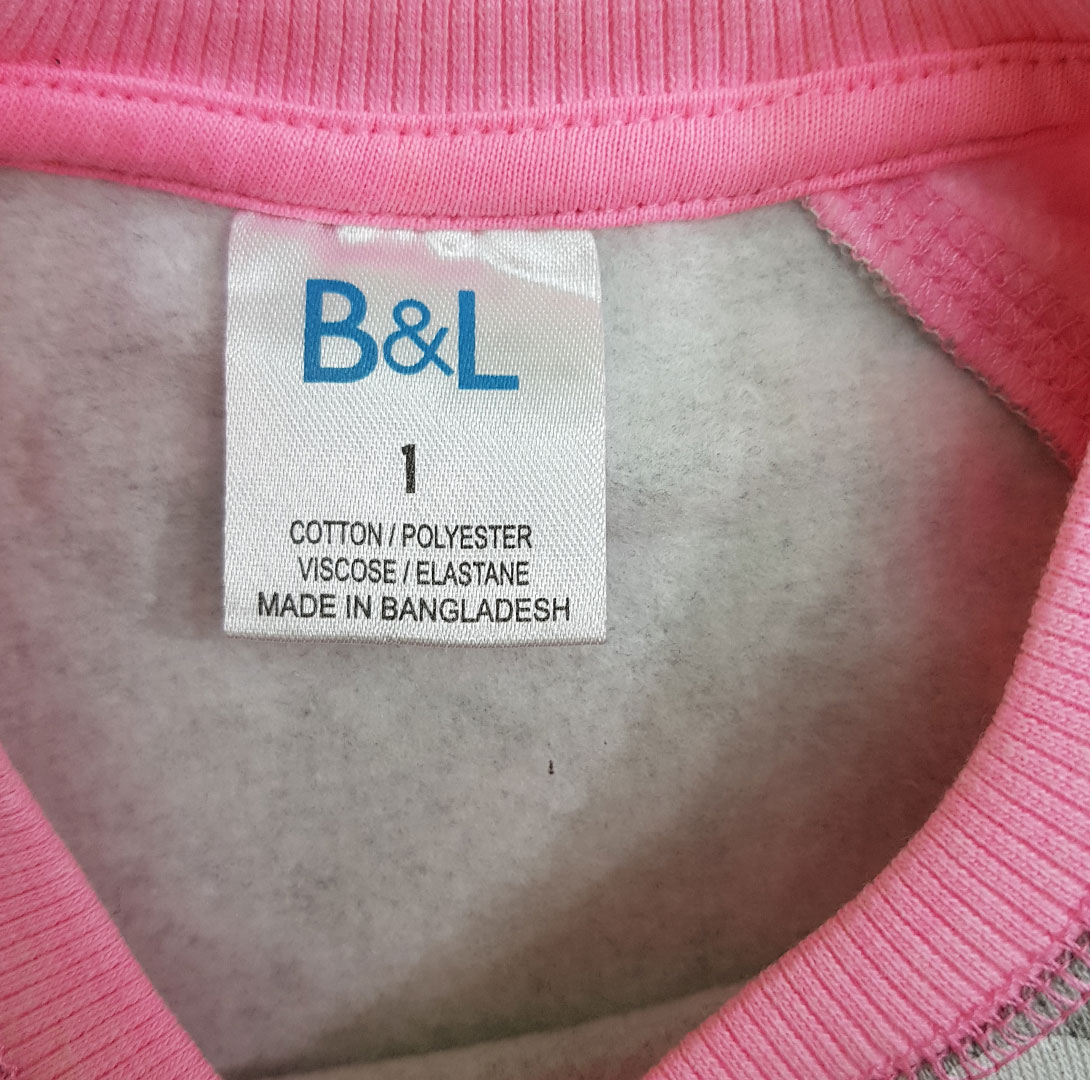 B&L
1
COTTON / POLYESTER
VISCOSE / ELASTANE
MADE IN BANGLADESH